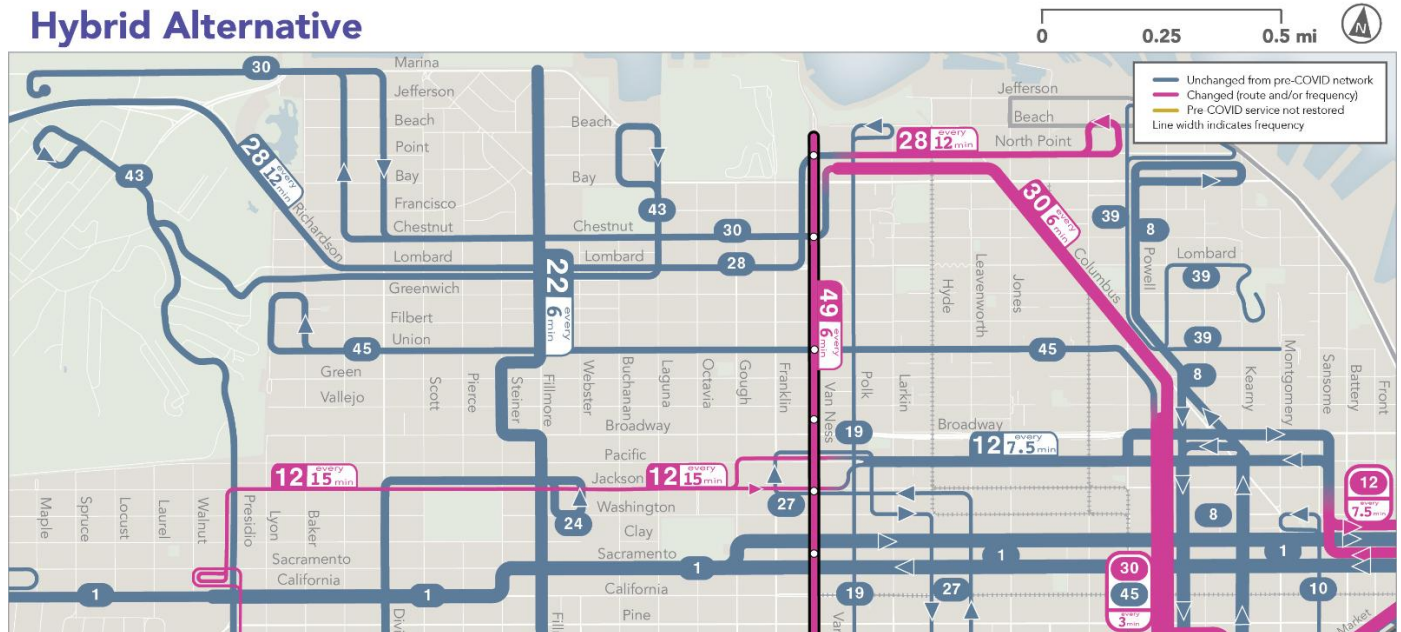 Hybrid Alternative
0 0.25 0.5 mi
N
Unchanged from pre-COVID network
Changed (route and/or frequency)
Pre-COVID service not restored
Line width indicates frequency
30
Marina
Jefferson
Beach
Point
Bay
Francisco
Chestnut
Lombard
Greenwich
Filbert
Union
Green
Vallejo
28 every 12 min
43
Richardson
Beach
Bay
43
Chestnut
30
Lombard
28
Jefferson
Beach
North Point
28 every 12 min
30 every 6 min
39
8
Columbus
Powell
Lombard
39
39
22 every 6 min
49 every 6 min
Hyde
Leavenworth
Jones
45
45
8
Scott
Pierce
Steiner
Fillmore
Webster
Buchanan
Laguna
Octavia
Gough
Franklin
Van Ness
Polk
Larkin
Kearny
Montgomery
Sansome
Battery
Front
Broadway
19
Broadway
12 every 7.5 min
Pacific
12 every 15 min
Jackson
12 every 15 min
12
every
7.5 min
Maple
Spruce
Locust
Laurel
Walnut
Presidio
Lyon
Baker
24
Washington
27
8
Clay
Sacramento
Sacramento
California
1
1
1
1
1
California
Pine
19
27
30
45
every
3 min
10
Divi
Fill
Van
Market